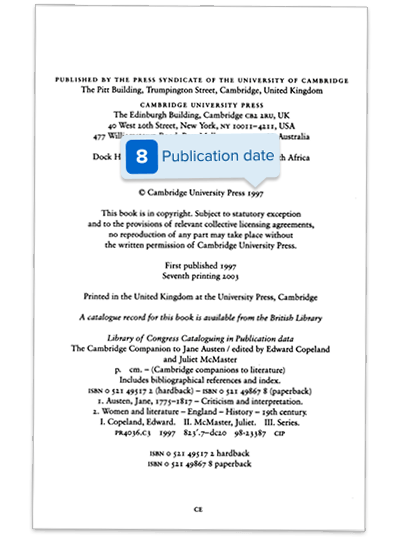 PUBLISHED BY THE PRESS SYNDICATE OF THE UNIVERSITY OF CAMBRIDGE
The Pitt Building, Trumpington Street, Cambridge, United Kingdom
CAMBRIDGE UNIVERSITY PRESS
The Edinburgh Building, Cambridge CB2 2RU, UK
40 West 20th Street, New York, NY 10011–4211, USA
477 Australia
8 Publication date
Dock
© Cambridge University Press 1997
This book is in copyright. Subject to statutory exception
and to the provisions of relevant collective licensing agreements,
no reproduction of any part may take place without
the written permission of Cambridge University Press.
First published 1997
Seventh printing 2003
Printed in the United Kingdom at the University Press, Cambridge
A catalogue record for this book is available from the British Library
Library of Congress Cataloguing in Publication data
The Cambridge Companion to Jane Austen / edited by Edward Copeland
and Juliet McMaster
p. cm. – (Cambridge companions to literature)
Includes bibliographical references and index.
ISBN 0 521 49517 2 (hardback) – ISBN 0 521 49867 8 (paperback)
1. Austen, Jane, 1775–1817 – Criticism and interpretation.
2. Women and literature – England – History – 19th century.
I. Copeland, Edward. II. McMaster, Juliet. III. Series.
PR4036.C3 1997 823'.7–dc20 98-23387 CIP
ISBN 0 521 49517 2 hardback
ISBN 0 521 49867 8 paperback
CE